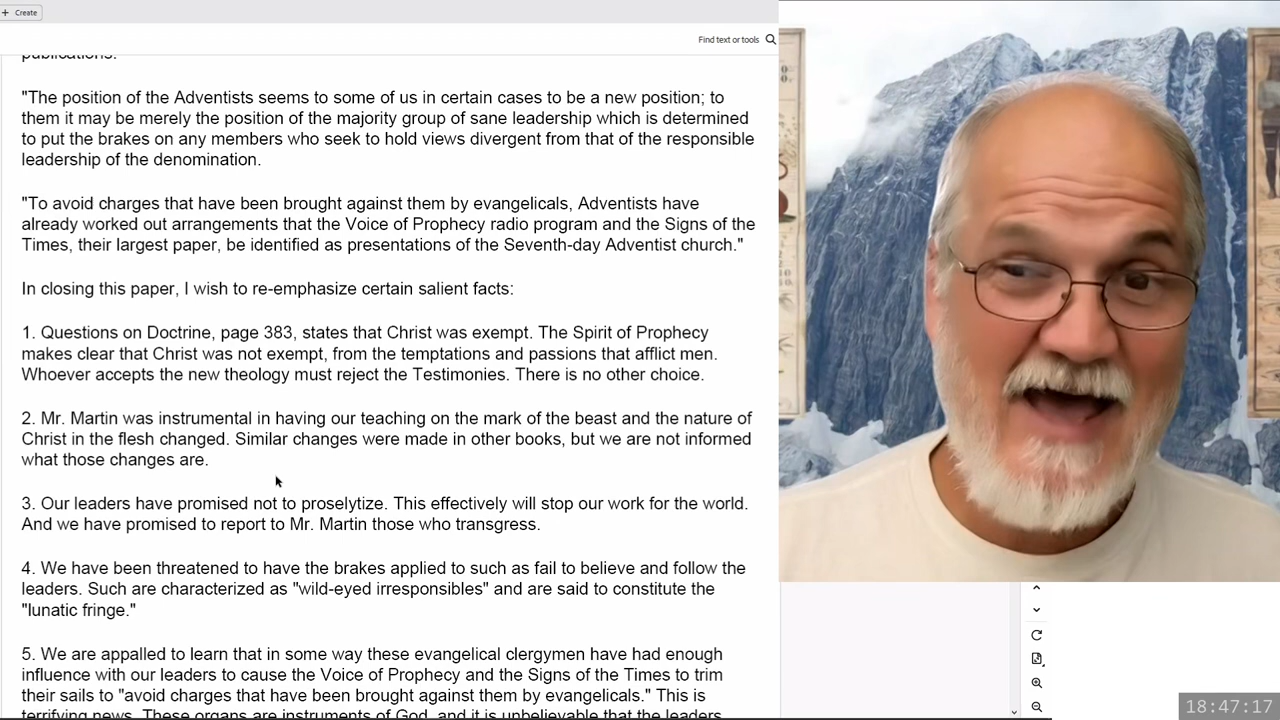 + Create
Find text or tools
publications.
"The position of the Adventists seems to some of us in certain cases to be a new position; to
them it may be merely the position of the majority group of sane leadership which is determined
to put the brakes on any members who seek to hold views divergent from that of the responsible
leadership of the denomination.
"To avoid charges that have been brought against them by evangelicals, Adventists have
already worked out arrangements that the Voice of Prophecy radio program and the Signs of the
Times, their largest paper, be identified as presentations of the Seventh-day Adventist church."
In closing this paper, I wish to re-emphasize certain salient facts:
1. Questions on Doctrine, page 383, states that Christ was exempt. The Spirit of Prophecy
makes clear that Christ was not exempt, from the temptations and passions that afflict men.
Whoever accepts the new theology must reject the Testimonies. There is no other choice.
2. Mr. Martin was instrumental in having our teaching on the mark of the beast and the nature of
Christ in the flesh changed. Similar changes were made in other books, but we are not informed
what those changes are.
3. Our leaders have promised not to proselytize. This effectively will stop our work for the world.
And we have promised to report to Mr. Martin those who transgress.
4. We have been threatened to have the brakes applied to such as fail to believe and follow the
leaders. Such are characterized as "wild-eyed irresponsibles" and are said to constitute the
"lunatic fringe."
5. We are appalled to learn that in some way these evangelical clergymen have had enough
influence with our leaders to cause the Voice of Prophecy and the Signs of the Times to trim
their sails to "avoid charges that have been brought against them by evangelicals." This is
terrifying news. These organs are instruments of God, and it is unbelievable that the leaders
18:47:17